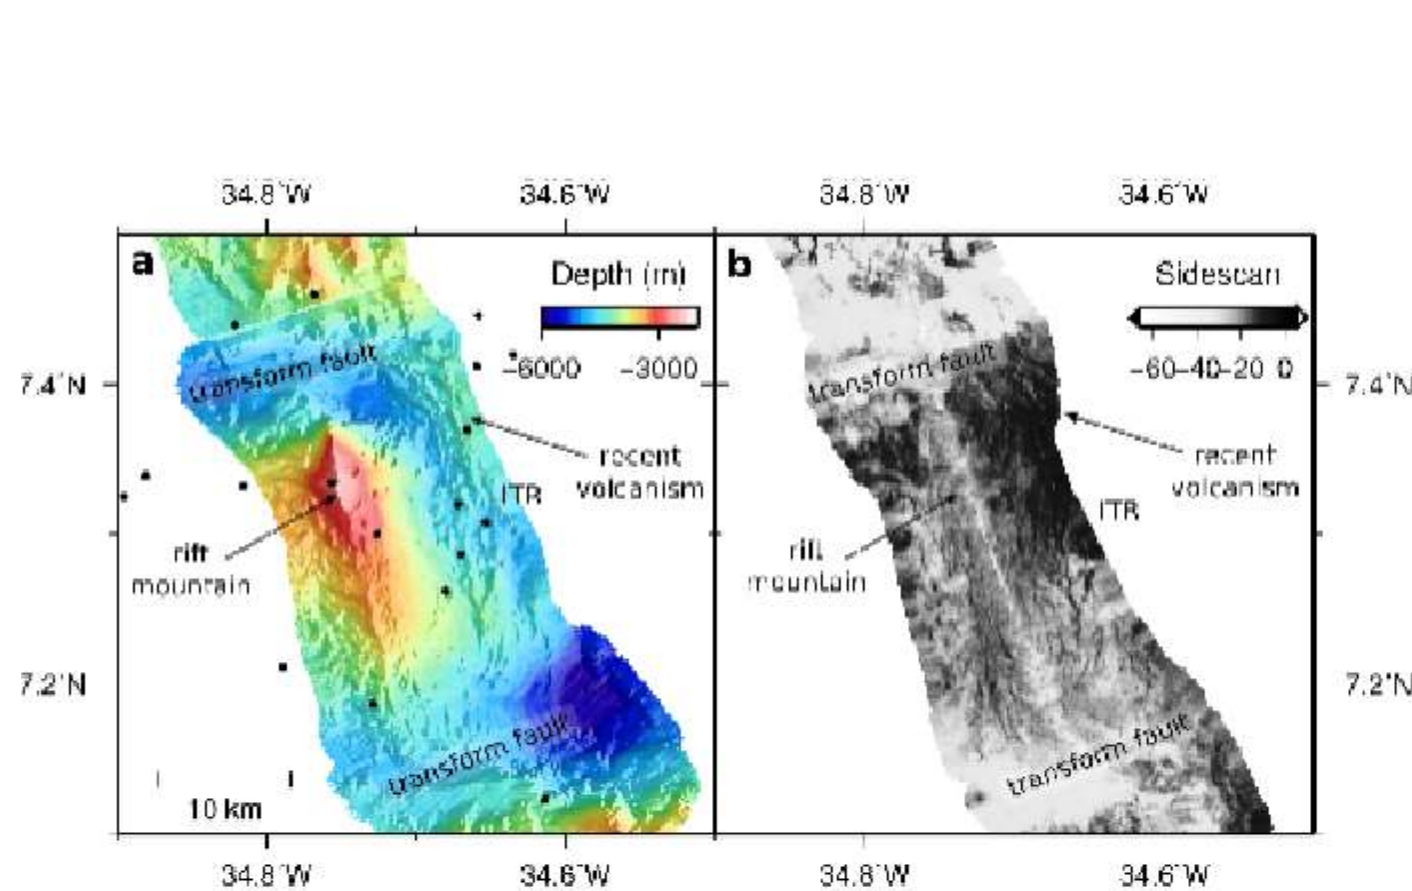 34.8°W 34.6°W 34.8°W 34.6°W
a Depth (m) b Sidescan
−6000 −3000 −60 −40 −20 0
transform fault transform fault
7.4°N 7.4°N
recent volcanism recent volcanism
ITR ITR
rift mountain rift mountain
7.2°N 7.2°N
transform fault transform fault
10 km
34.8°W 34.6°W 34.8°W 34.6°W